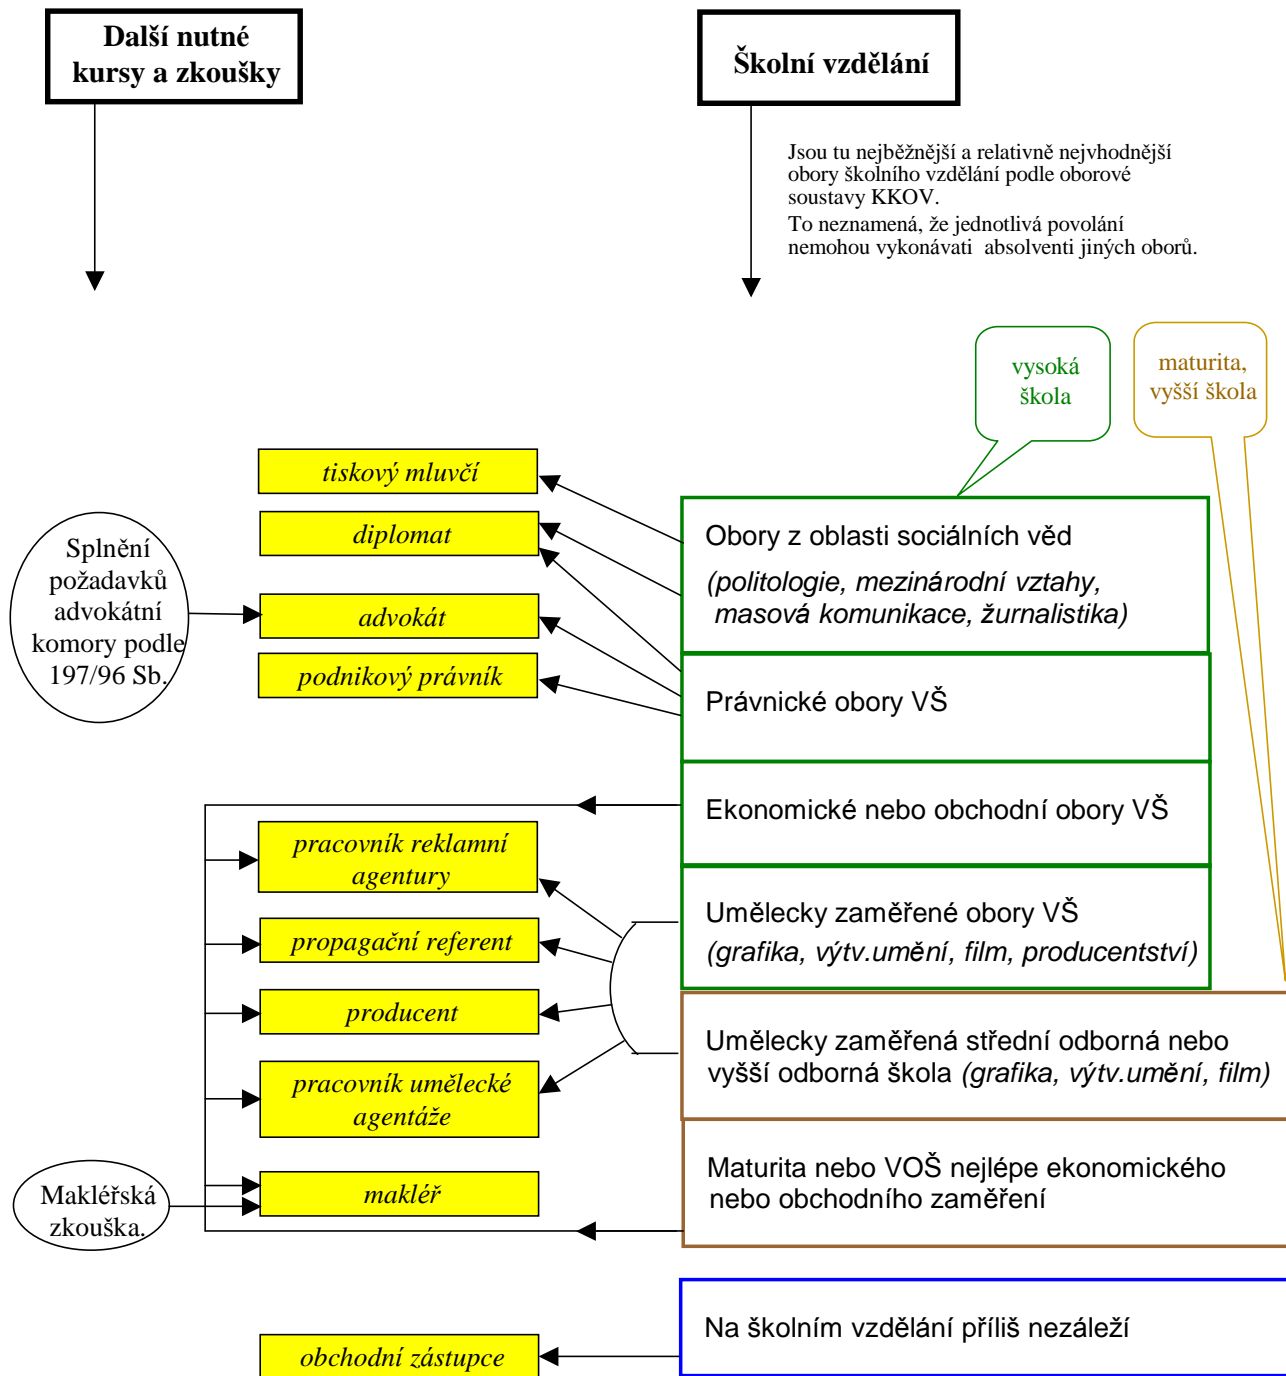 Další nutné
kursy a zkoušky
Školní vzdělání
Jsou tu nejběžnější a relativně nejvhodnější
obory školního vzdělání podle oborové
soustavy KKOV.
To neznamená, že jednotlivá povolání
nemohou vykonávati absolventi jiných oborů.
vysoká
škola
maturita,
vyšší škola
tiskový mluvčí
diplomat
advokát
podnikový právník
Splnění
požadavků
advokátní
komory podle
197/96 Sb.
Obory z oblasti sociálních věd
(politologie, mezinárodní vztahy,
masová komunikace, žurnalistika)
Právnické obory VŠ
Ekonomické nebo obchodní obory VŠ
pracovník reklamní
agentury
propagační referent
producent
pracovník umělecké
agentáže
makléř
Umělecky zaměřené obory VŠ
(grafika, výtv.umění, film, producentství)
Umělecky zaměřená střední odborná nebo
vyšší odborná škola (grafika, výtv.umění, film)
Makléřská
zkouška.
Maturita nebo VOŠ nejlépe ekonomického
nebo obchodního zaměření
Na školním vzdělání příliš nezáleží
obchodní zástupce